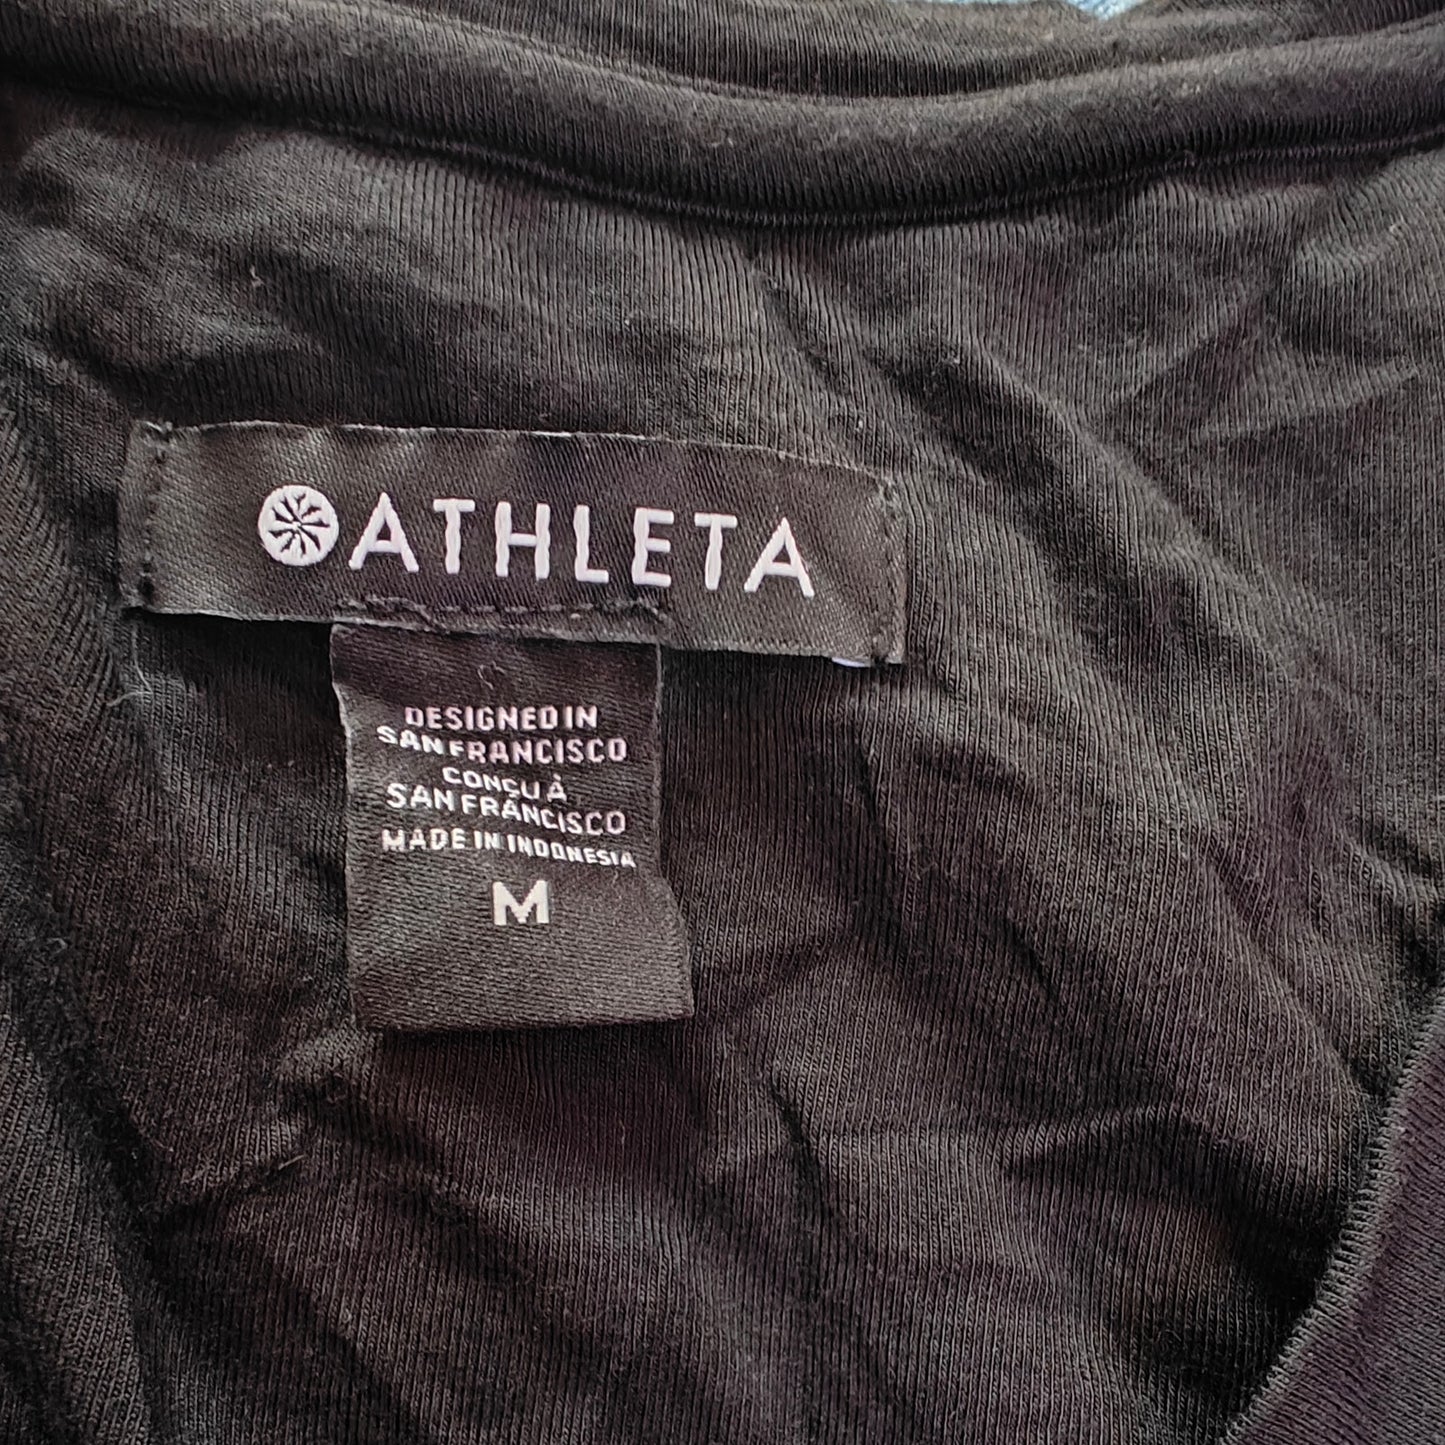 ATHLETA
DESIGNED IN
SAN FRANCISCO
CONÇU À
SAN FRANCISCO
MADE IN INDONESIA
M